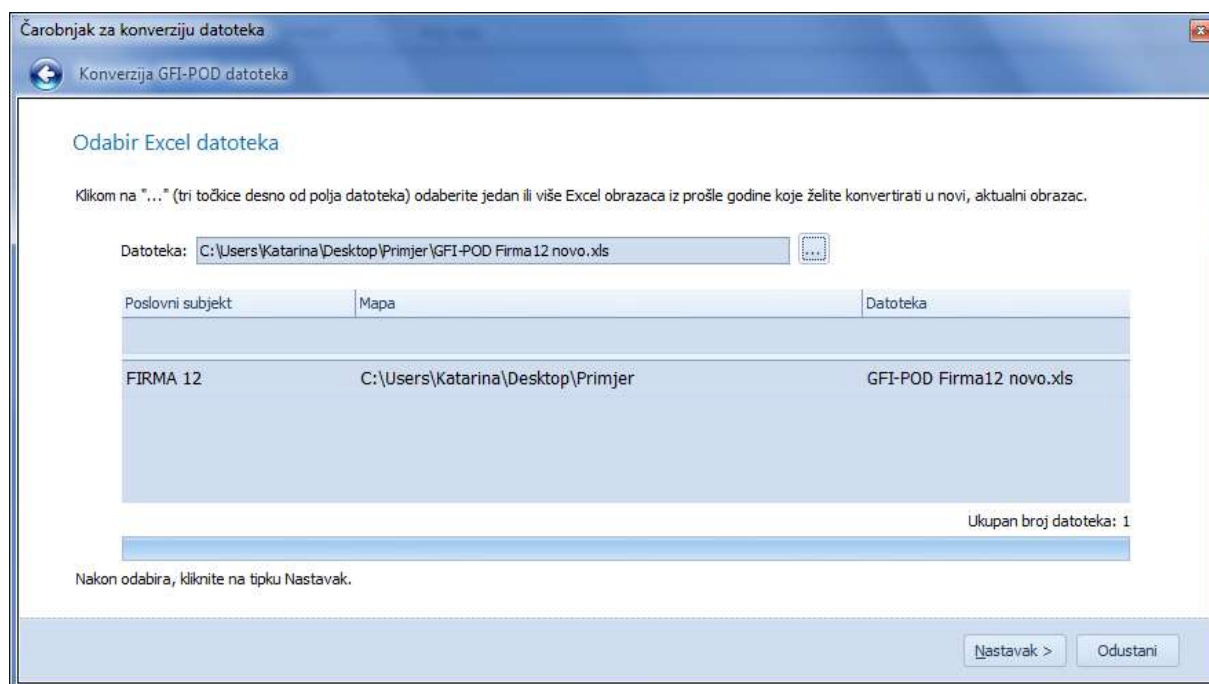 Čarobnjak za konverziju datoteka
Konverzija GFI-POD datoteka
Odabir Excel datoteka
Klikom na "..." (tri točkice desno od polja datoteka) odaberite jedan ili više Excel obrazaca iz prošle godine koje želite konvertirati u novi, aktualni obrazac.
Datoteka: C:\Users\Katarina\Desktop\Primjer\GFI-POD Firma12 novo.xls ...
Poslovni subjekt Mapa Datoteka
FIRMA 12 C:\Users\Katarina\Desktop\Primjer GFI-POD Firma12 novo.xls
Ukupan broj datoteka: 1
Nakon odabira, kliknite na tipku Nastavak.
Nastavak > Odustani